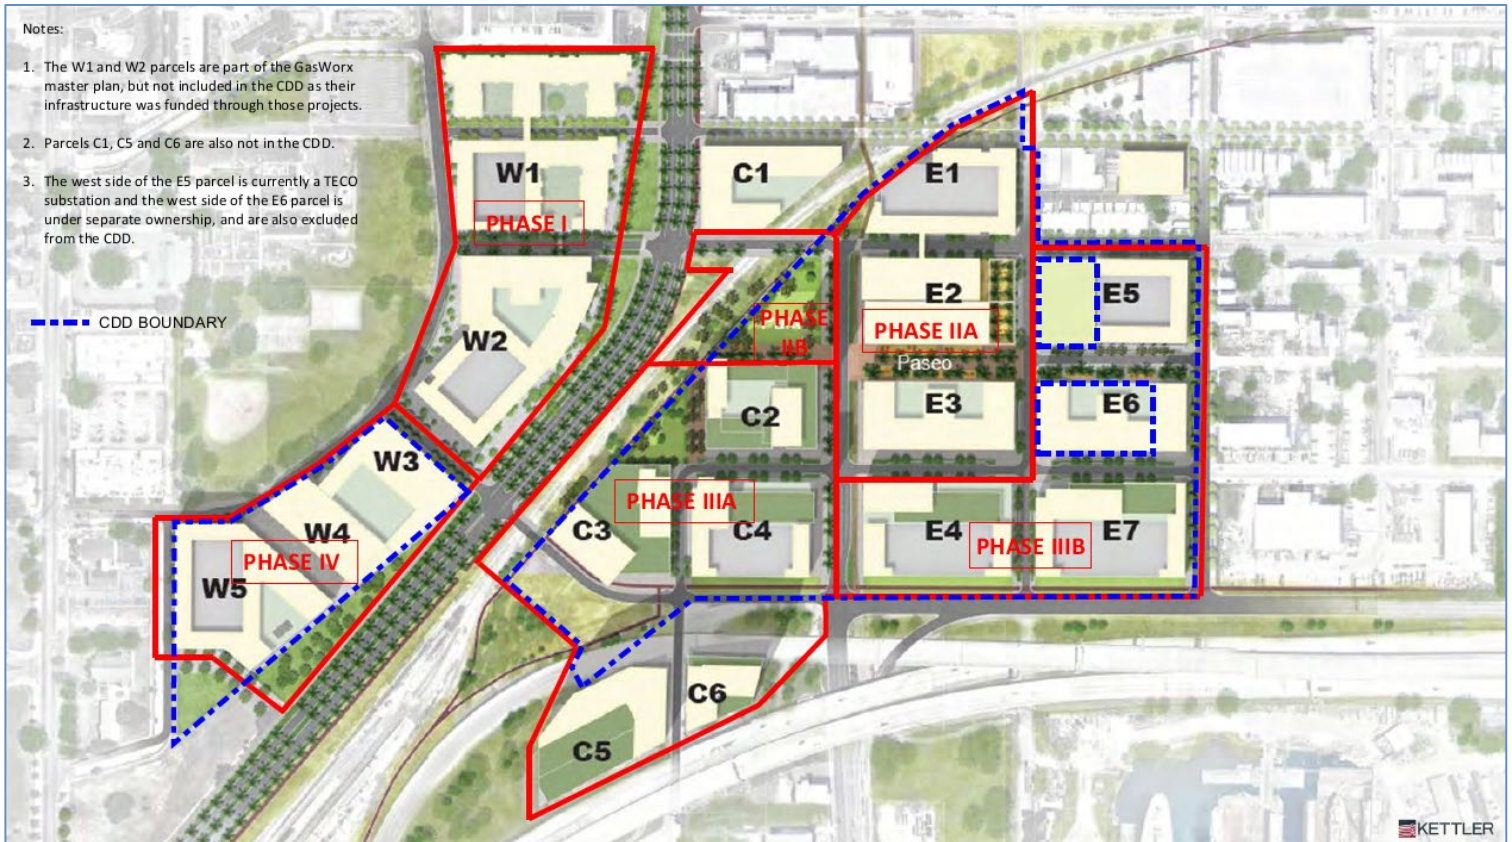 Notes:
1. The W1 and W2 parcels are part of the GasWorx
master plan, but not included in the CDD as their
infrastructure was funded through those projects.
2. Parcels C1, C5 and C6 are also not in the CDD.
3. The west side of the E5 parcel is currently a TECO
substation and the west side of the E6 parcel is
under separate ownership, and are also excluded
from the CDD.
CDD BOUNDARY
W1
PHASE I
W2
C1
E1
E2
E5
PHASE
IIB
PHASE IIA
Paseo
C2
E3
E6
W3
W4
PHASE IV
W5
PHASE IIIA
C3
C4
E4
PHASE IIIB
E7
C6
C5
KETTLER